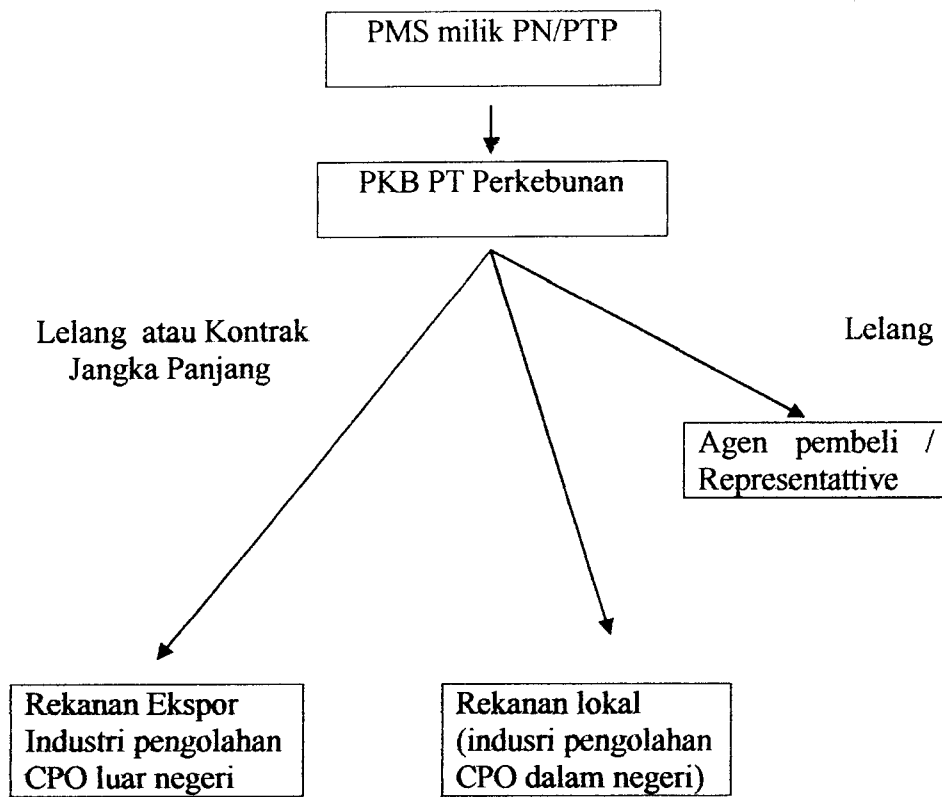 PMS milik PN/PTP
PKB PT Perkebunan
Lelang atau Kontrak
Jangka Panjang
Lelang
Agen pembeli /
Representattive
Rekanan Ekspor
Industri pengolahan
CPO luar negeri
Rekanan lokal
(indusri pengolahan
CPO dalam negeri)